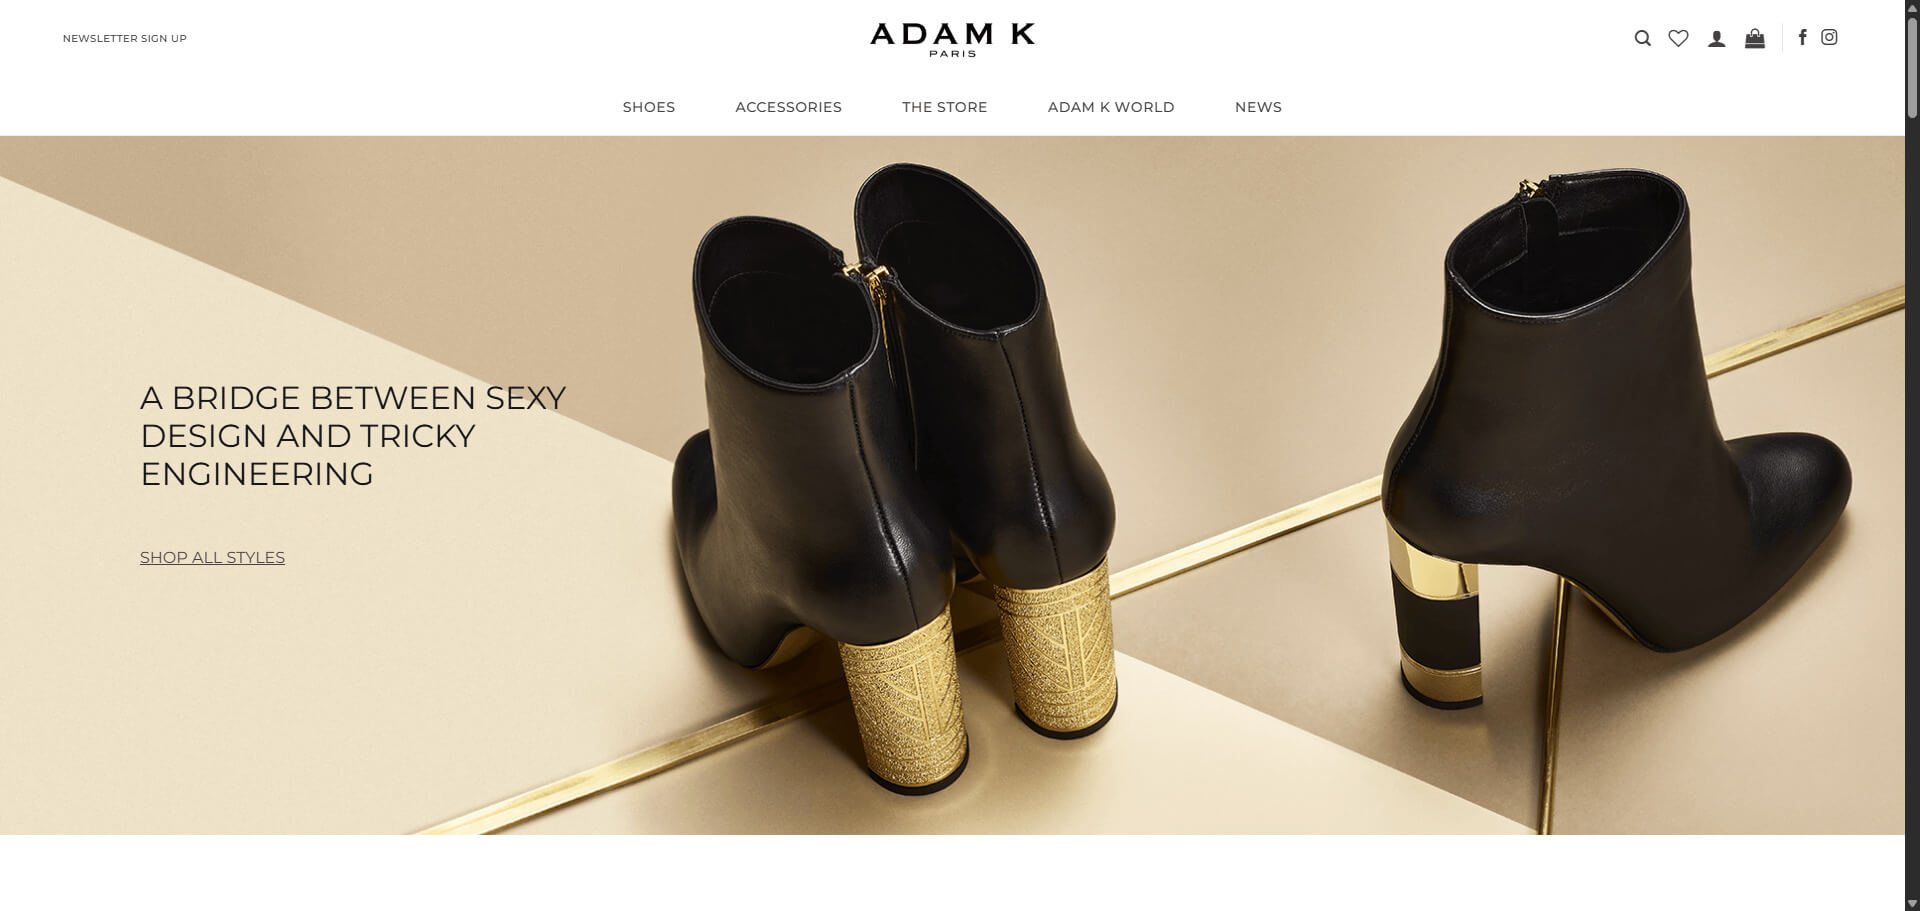 NEWSLETTER SIGN UP
ADAM K
PARIS
SHOES
ACCESSORIES
THE STORE
ADAM K WORLD
NEWS
A BRIDGE BETWEEN SEXY
DESIGN AND TRICKY
ENGINEERING
SHOP ALL STYLES